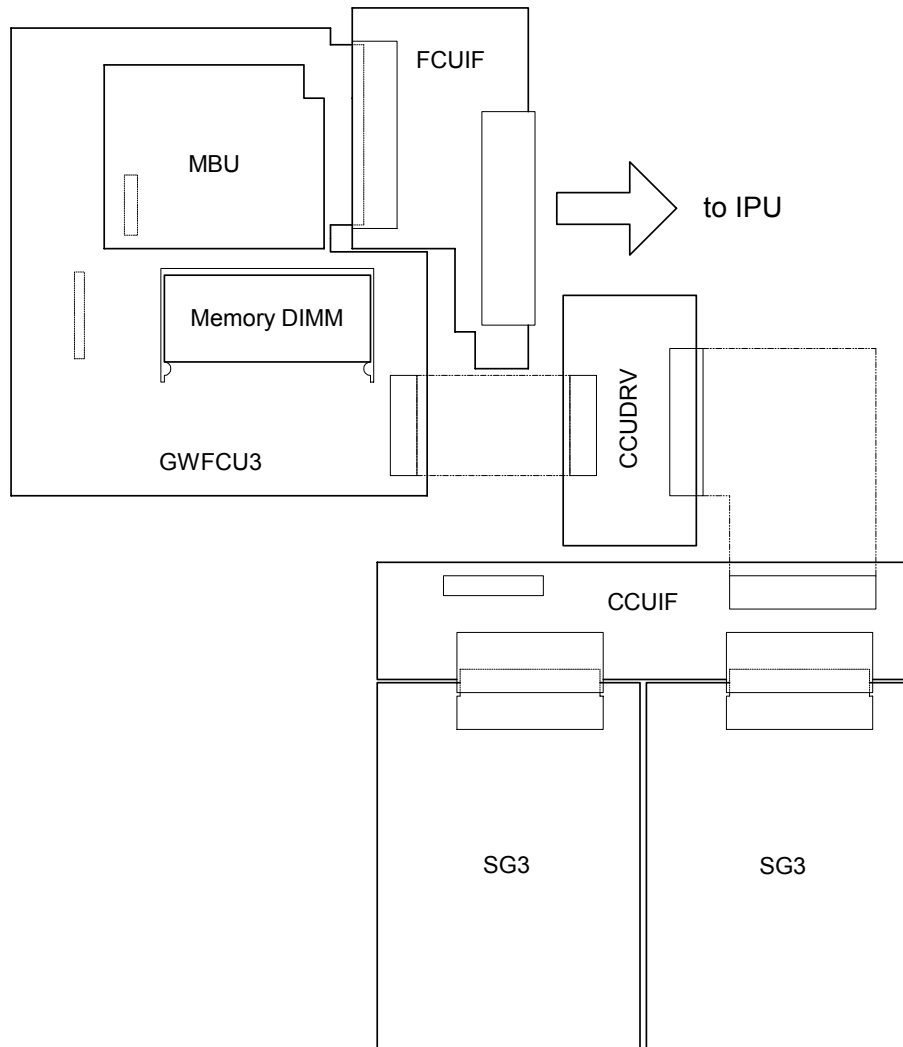 FCUIF
MBU
to IPU
Memory DIMM
CCUDRV
GWFCU3
CCUIF
SG3
SG3